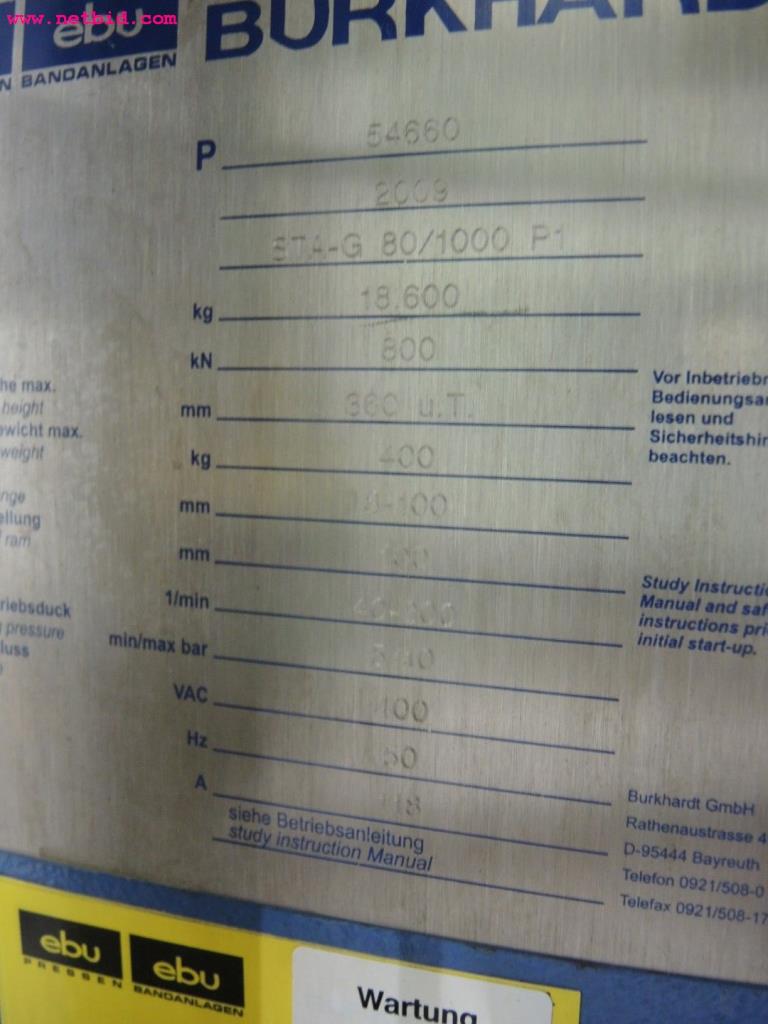 www.netbid.com
ebu
BURKHARD
N BANDANLAGEN
P 54660
2009
STA-G 80/1000 P1
kg 18.600
kN 800
he max.
height
mm 360 u.T.
ewicht max.
weight
kg 400
nge
mm -100
ellung
ram
mm
1/min
riebsduck
pressure
min/max bar
luss
VAC 400
Hz 50
A
siehe Betriebsanleitung
study instruction Manual
Vor Inbetriebn
Bedienungsan
lesen und
Sicherheitshin
beachten.
Study Instructio
Manual and saf
instructions pri
initial start-up.
Burkhardt GmbH
Rathenaustrasse 4
D-95444 Bayreuth
Telefon 0921/508-0
Telefax 0921/508-17
ebu ebu
PRESSEN BANDANLAGEN
Wartung